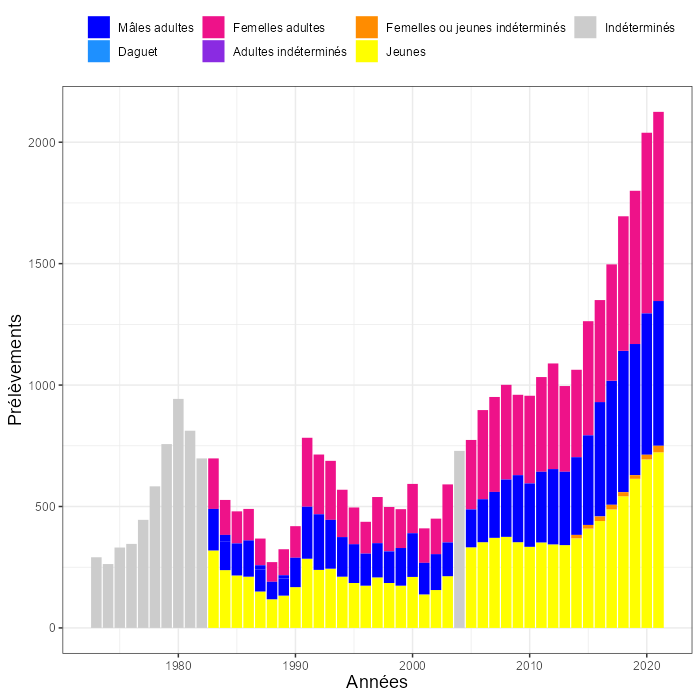 Mâles adultes Femelles adultes Femelles ou jeunes indéterminés Indéterminés
Daguet Adultes indéterminés Jeunes
2000
1500
1000
500
0
Prélèvements
1980 1990 2000 2010 2020
Années